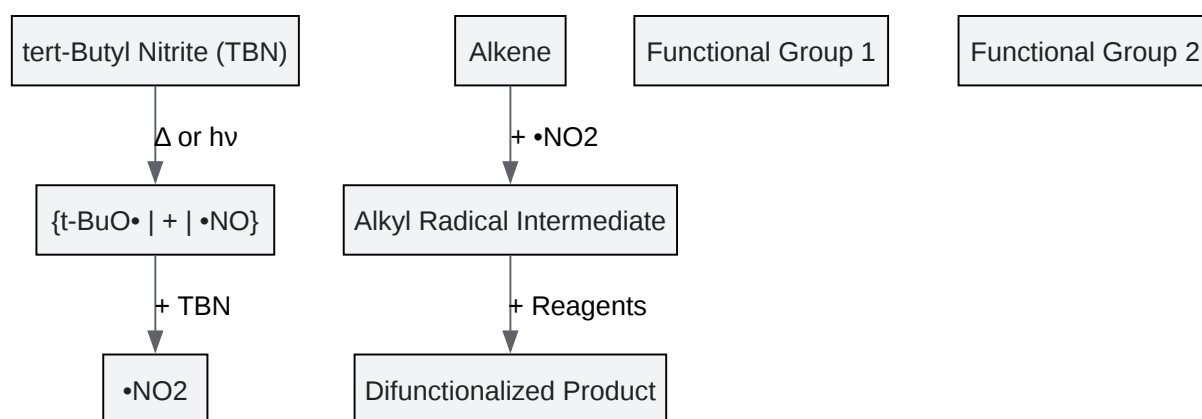 tert-Butyl Nitrite (TBN)
Alkene
Functional Group 1
Functional Group 2
Δ or hν
+ •NO2
{t-BuO• | + | •NO}
Alkyl Radical Intermediate
+ TBN
+ Reagents
•NO2
Difunctionalized Product